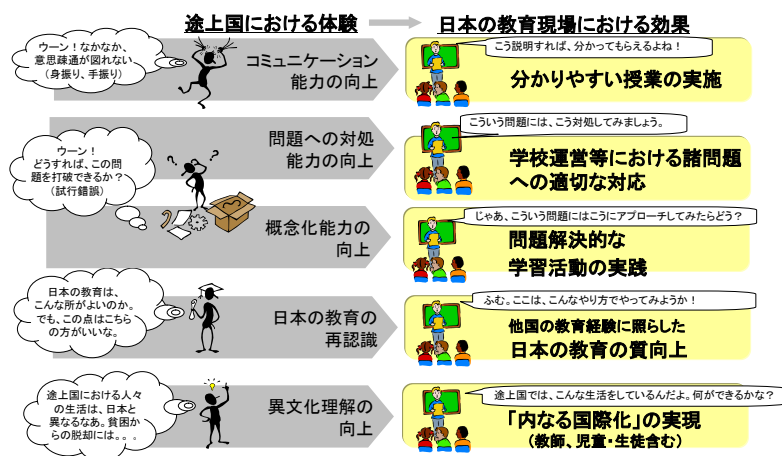 途上国における体験
日本の教育現場における効果
ウーン！なかなか、
意思疎通が図れない
（身振り、手振り）
コミュニケーション
能力の向上
こう説明すれば、分かってもらえるよね！
分かりやすい授業の実施
ウーン！
どうすれば、この問
題を打破できるか？
（試行錯誤）
問題への対処
能力の向上
こういう問題には、こう対処してみましょう。
学校運営等における諸問題
への適切な対応
概念化能力の
向上
じゃあ、こういう問題にはこうにアプローチしてみたらどう？
問題解決的な
学習活動の実践
日本の教育は、
こんな所がよいのか。
でも、この点はこちら
の方がいいな。
日本の教育の
再認識
ふむ。ここは、こんなやり方でやってみようか！
他国の教育経験に照らした
日本の教育の質向上
途上国における人々
の生活は、日本と
異なるなあ。貧困か
らの脱却には。。。
異文化理解の
向上
途上国では、こんな生活をしているんだよ。何ができるかな？
「内なる国際化」の実現
（教師、児童・生徒含む）